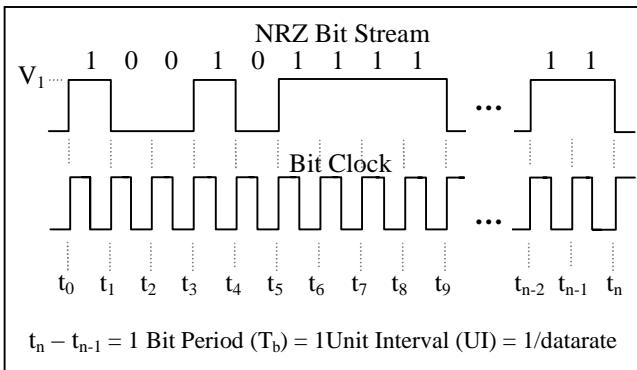 NRZ Bit Stream
1 0 0 1 0 1 1 1 1 1 1
V1
...
Bit Clock
...
t0 t1 t2 t3 t4 t5 t6 t7 t8 t9 tn-2 tn-1 tn
tn – tn-1 = 1 Bit Period (Tb) = 1Unit Interval (UI) = 1/datarate